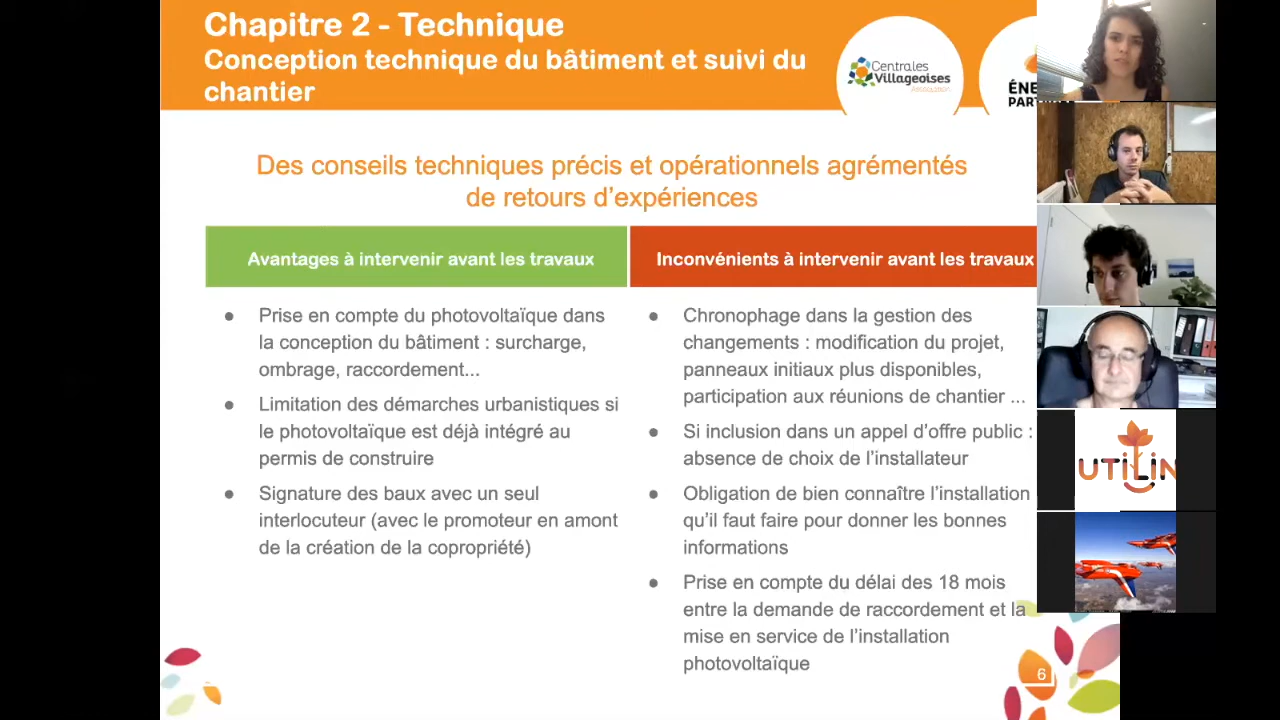 Chapitre 2 - Technique
Conception technique du bâtiment et suivi du
chantier
Centrales
Villageoises
Association
ÉNE
PAR
Des conseils techniques précis et opérationnels agrémentés
de retours d'expériences
Avantages à intervenir avant les travaux
● Prise en compte du photovoltaïque dans
la conception du bâtiment : surcharge,
ombrage, raccordement...
● Limitation des démarches urbanistiques si
le photovoltaïque est déjà intégré au
permis de construire
● Signature des baux avec un seul
interlocuteur (avec le promoteur en amont
de la création de la copropriété)
Inconvénients à intervenir avant les travaux
● Chronophage dans la gestion des
changements : modification du projet,
panneaux initiaux plus disponibles,
participation aux réunions de chantier ...
● Si inclusion dans un appel d'offre public :
absence de choix de l'installateur
● Obligation de bien connaître l'installation
qu'il faut faire pour donner les bonnes
informations
● Prise en compte du délai des 18 mois
entre la demande de raccordement et la
mise en service de l'installation
photovoltaïque
UTILIN
6